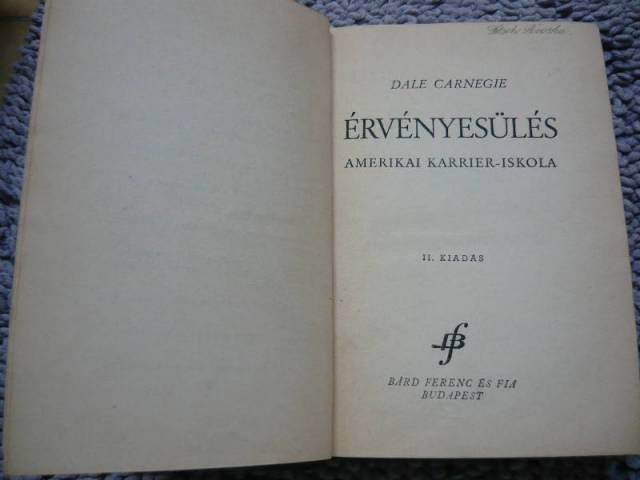 DALE CARNEGIE
ÉRVÉNYESÜLÉS
AMERIKAI KARRIER-ISKOLA
II. KIADÁS
BÁRD FERENC ÉS FIA
BUDAPEST